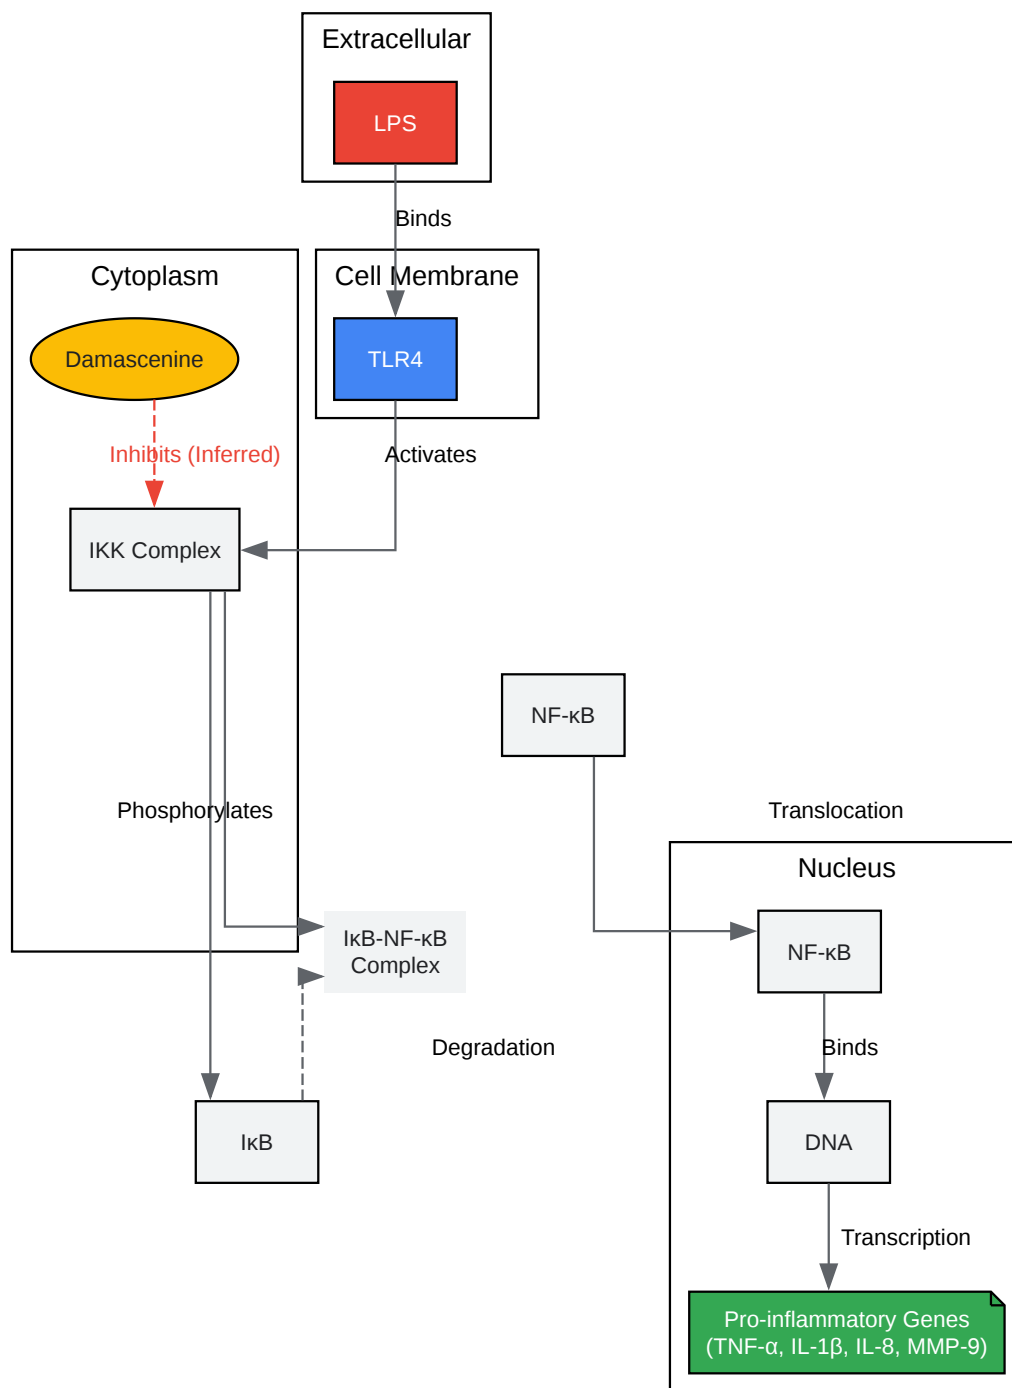 Extracellular
LPS
Binds
Cytoplasm
Cell Membrane
Damascenine
TLR4
Inhibits (Inferred)
Activates
IKK Complex
NF-κB
Phosphorylates
Translocation
Nucleus
IκB-NF-κB
Complex
NF-κB
Degradation
Binds
IκB
DNA
Transcription
Pro-inflammatory Genes
(TNF-α, IL-1β, IL-8, MMP-9)